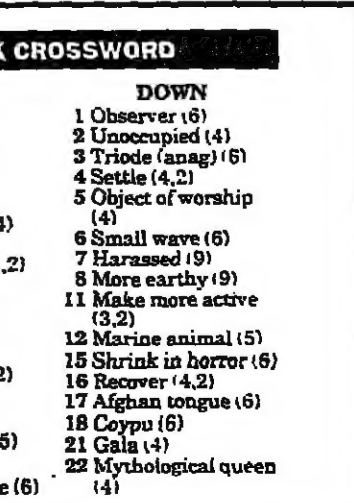 K CROSSWORD
DOWN
1 Observer (6)
2 Unoccupied (4)
3 Triode (anag) (6)
4 Settle (4,2)
5 Object of worship
(4)
6 Small wave (6)
7 Harassed (9)
8 More earthy (9)
11 Make more active
(3,2)
12 Marine animal (5)
15 Shrink in horror (6)
16 Recover (4,2)
17 Afghan tongue (6)
18 Coypu (6)
21 Gala (4)
22 Mythological queen
(4)
4)
,2)
2)
5)
e (6)